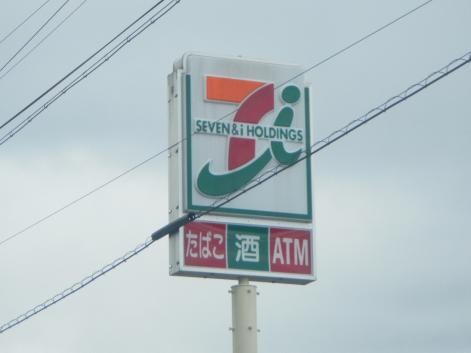 SEVEN&i HOLDINGS
たばこ 酒 ATM